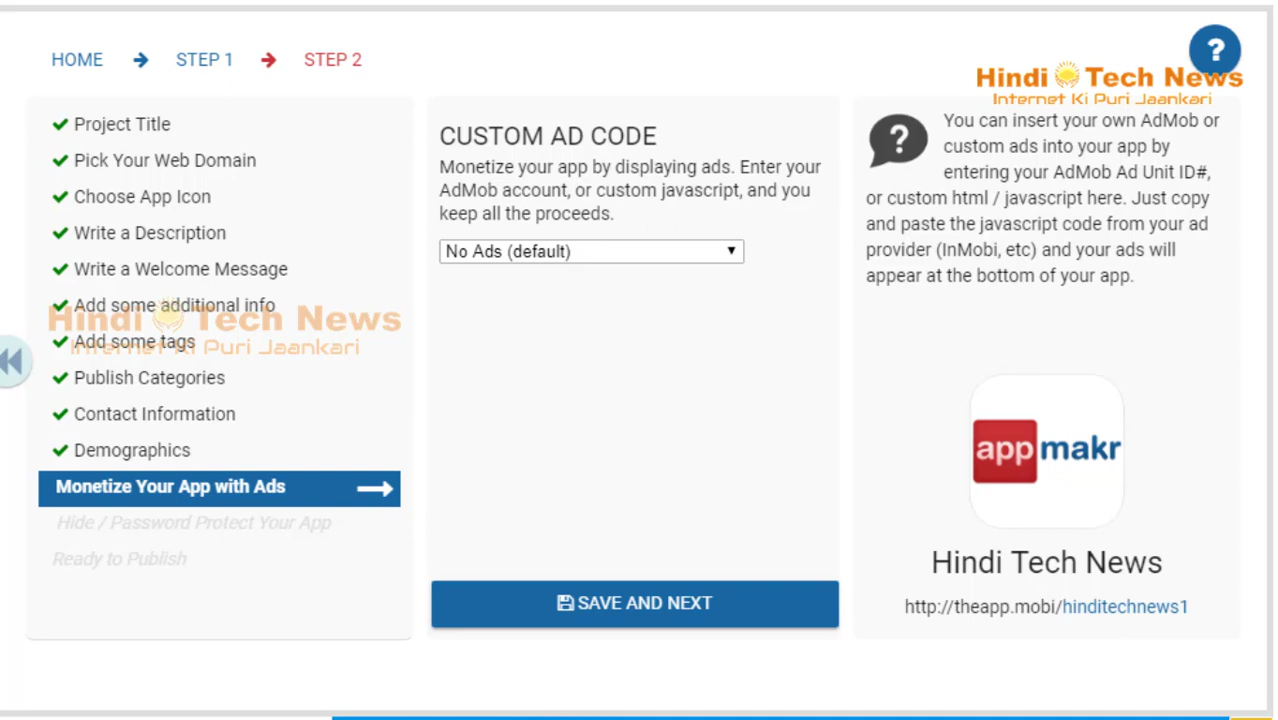 HOME STEP 1 STEP 2
?
Hindi Tech News
Internet Ki Puri Jaankari
Project Title
Pick Your Web Domain
Choose App Icon
Write a Description
Write a Welcome Message
Add some additional info
Hindi Tech News
Add some tags
Internet Ki Puri Jaankari
Publish Categories
Contact Information
Demographics
Monetize Your App with Ads
Hide / Password Protect Your App
Ready to Publish
CUSTOM AD CODE
Monetize your app by displaying ads. Enter your
AdMob account, or custom javascript, and you
keep all the proceeds.
No Ads (default)
SAVE AND NEXT
?
You can insert your own AdMob or
custom ads into your app by
entering your AdMob Ad Unit ID#,
or custom html / javascript here. Just copy
and paste the javascript code from your ad
provider (InMobi, etc) and your ads will
appear at the bottom of your app.
appmakr
Hindi Tech News
http://theapp.mobi/hinditechnews1